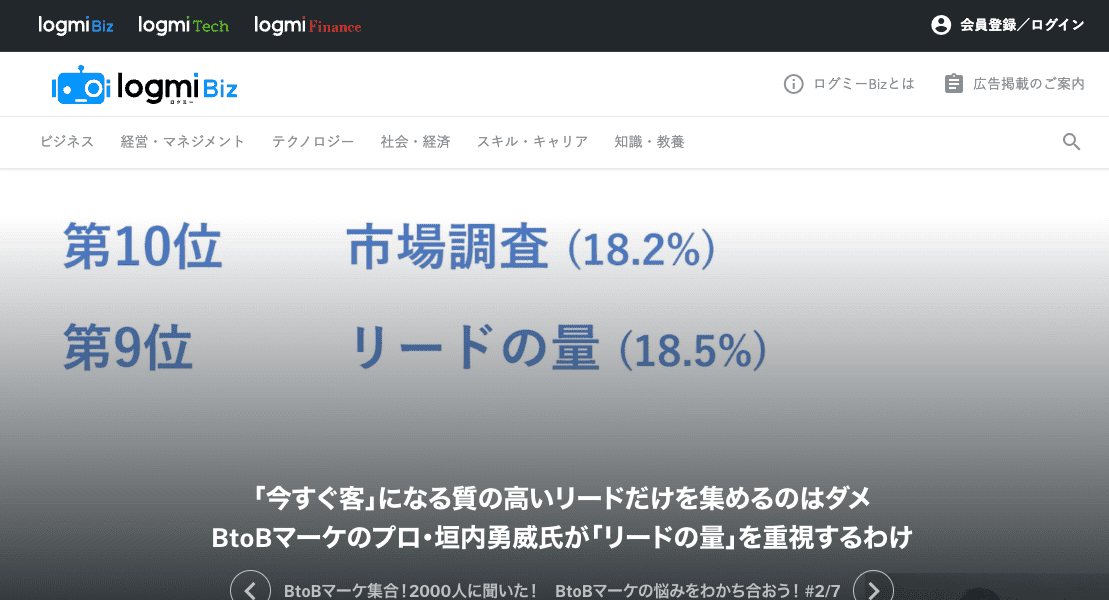 logmi Biz logmi Tech logmi Finance 会員登録／ログイン
logmi Biz ログミーBizとは 広告掲載のご案内
ログミー
ビジネス 経営・マネジメント テクノロジー 社会・経済 スキル・キャリア 知識・教養
第10位 市場調査 (18.2%)
第9位 リードの量 (18.5%)
「今すぐ客」になる質の高いリードだけを集めるのはダメ
BtoBマーケのプロ・垣内勇威氏が「リードの量」を重視するわけ
BtoBマーケ集合！2000人に聞いた！ BtoBマーケの悩みをわかち合おう！ #2/7